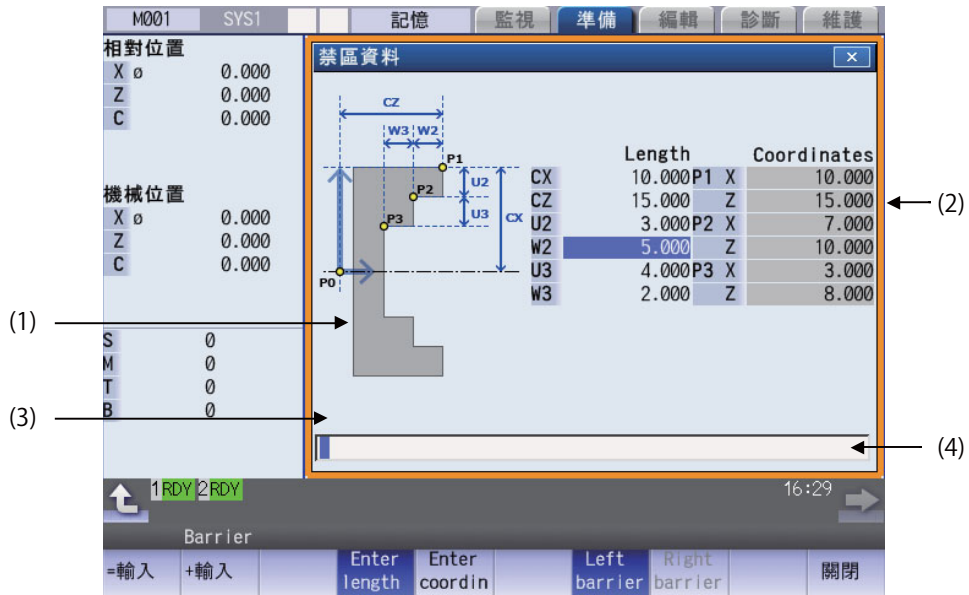 M001 SYS1 記憶 監視 準備 編輯 診斷 維護
相對位置
X ø 0.000
Z 0.000
C 0.000
機械位置
X ø 0.000
Z 0.000
C 0.000
S 0
M 0
T 0
B 0
禁區資料 ×
CZ
W3 W2
P1
U2
P2
U3
P3
CX
P0
Length Coordinates
CX 10.000 P1 X 10.000
CZ 15.000 Z 15.000
U2 3.000 P2 X 7.000
W2 5.000 Z 10.000
U3 4.000 P3 X 3.000
W3 2.000 Z 8.000
(1)
(2)
(3)
(4)
1 RDY 2 RDY 16:29
Barrier
=輸入 +輸入 Enter length Enter coordin Left barrier Right barrier 關閉